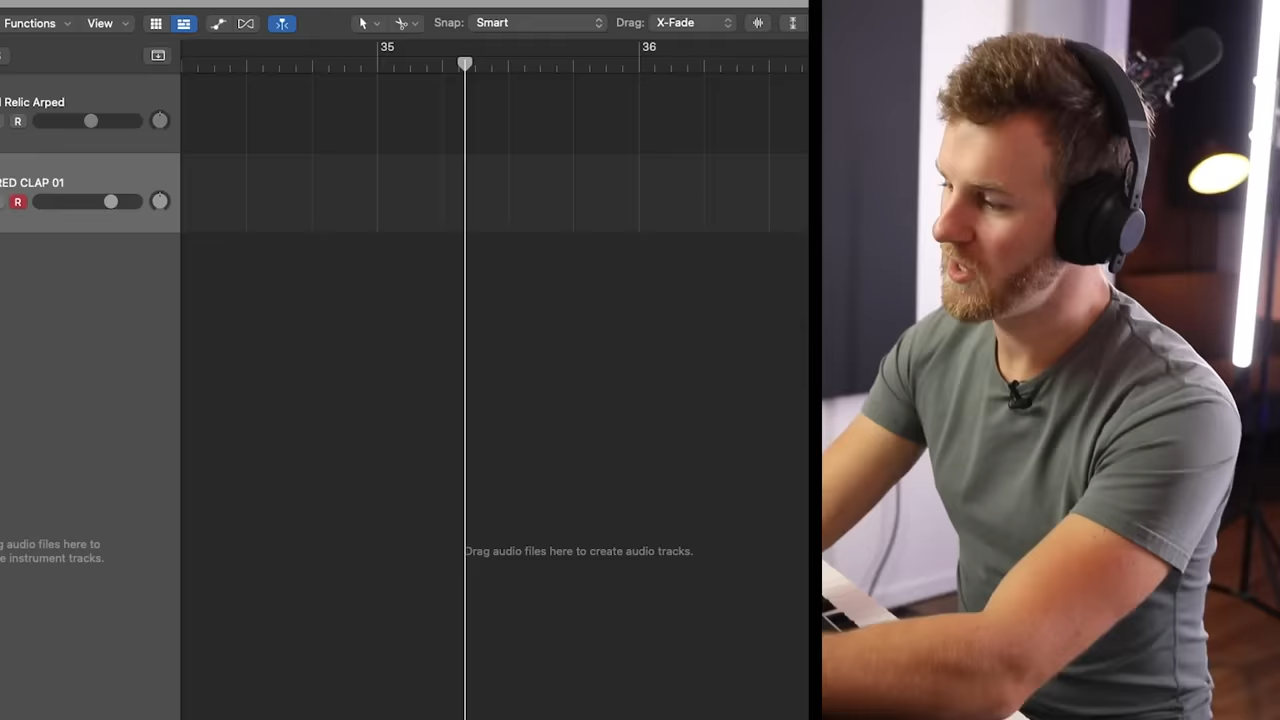 Functions View Snap: Smart Drag: X-Fade
35 36
Relic Arped
R
RED CLAP 01
R
audio files here to
instrument tracks.
Drag audio files here to create audio tracks.